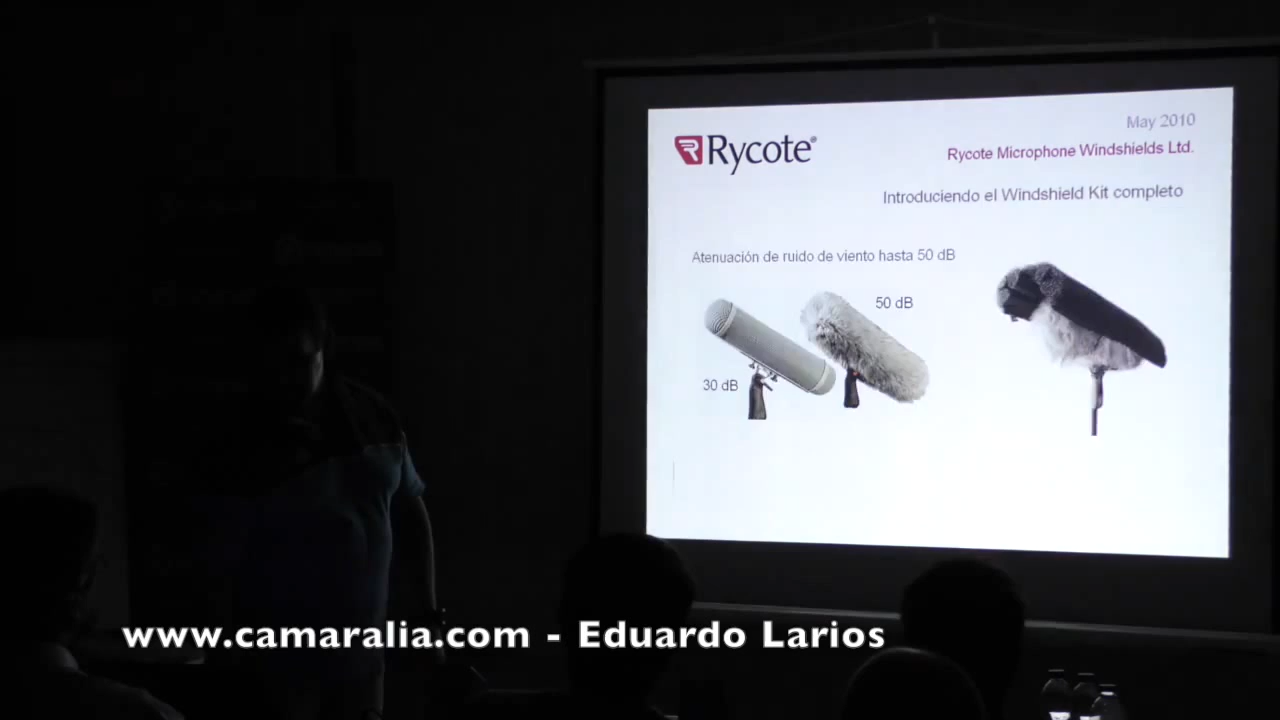 May 2010
Rycote®
Rycote Microphone Windshields Ltd.
Introduciendo el Windshield Kit completo
Atenuación de ruido de viento hasta 50 dB
50 dB
30 dB
www.camaralia.com - Eduardo Larios